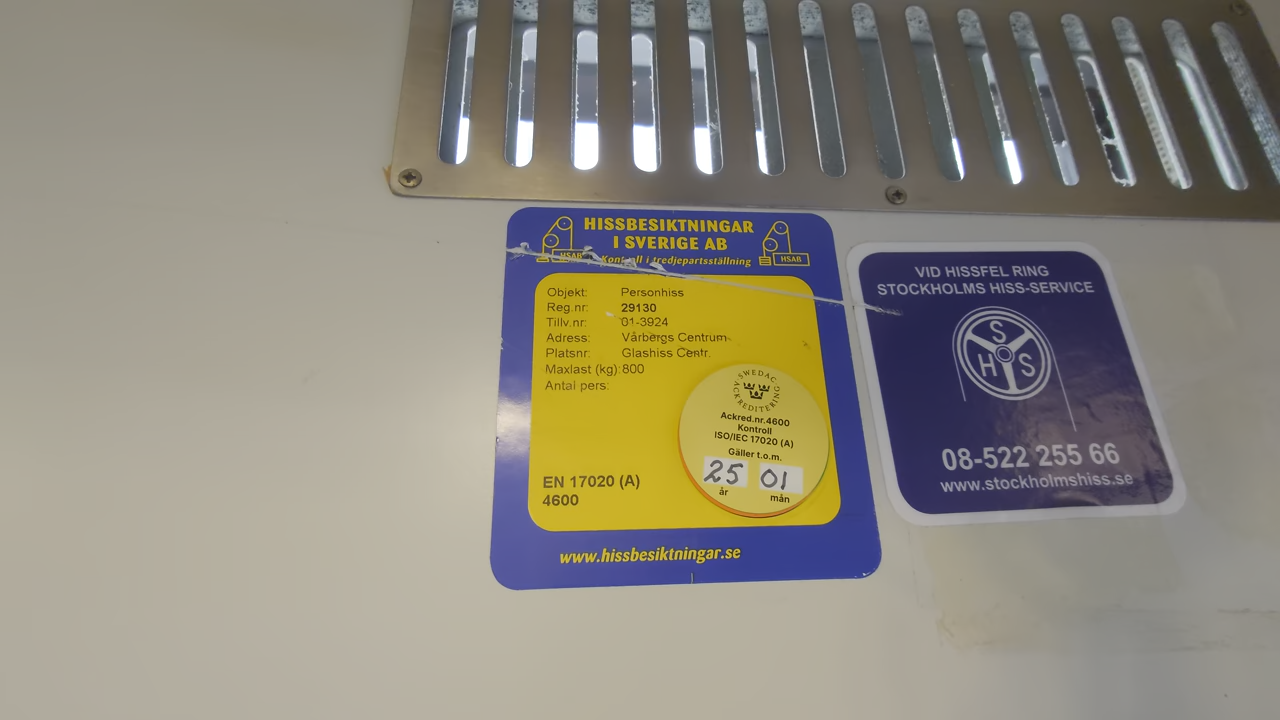 HISSBESIKTNINGAR
I SVERIGE AB
HSAB
HSAB
Kontroll i tredjepartsställning
Objekt: Personhiss
Reg.nr: 29130
Tillv.nr: 01-3924
Adress: Vårbergs Centrum
Platsnr: Glashiss Centr.
Maxlast (kg): 800
Antal pers:
SWEDAC
ACKREDITERING
Ackred.nr.4600
Kontroll
ISO/IEC 17020 (A)
Gäller t.o.m.
25 01
år mån
EN 17020 (A)
4600
www.hissbesiktningar.se
VID HISSFEL RING
STOCKHOLMS HISS-SERVICE
S
H S
08-522 255 66
www.stockholmshiss.se